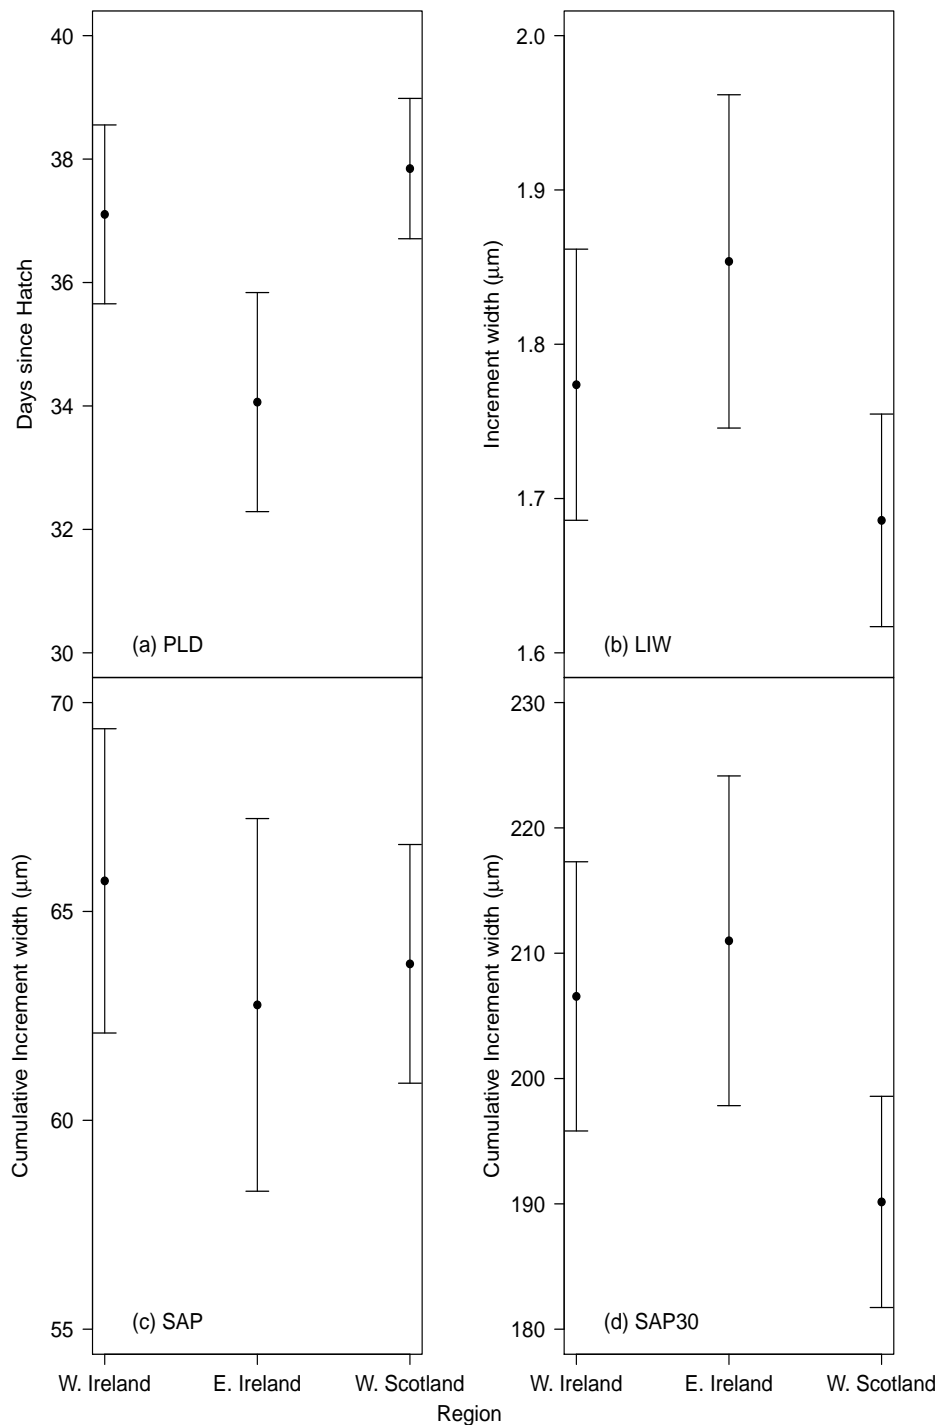 40
38
36
34
32
30
Days since Hatch
(a) PLD
2.0
1.9
1.8
1.7
1.6
Increment width (μm)
(b) LIW
70
65
60
55
Cumulative Increment width (μm)
(c) SAP
W. Ireland E. Ireland W. Scotland
230
220
210
200
190
180
Cumulative Increment width (μm)
(d) SAP30
W. Ireland E. Ireland W. Scotland
Region